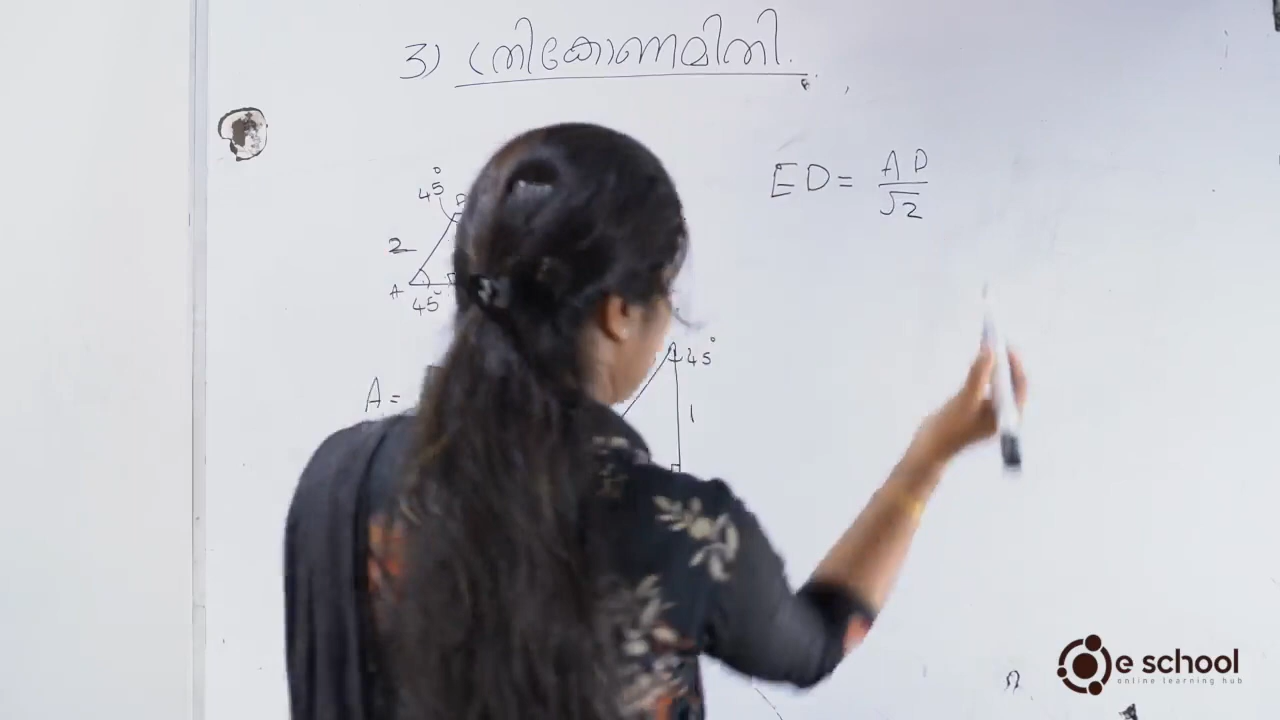 3) ത്രികോണമിതി.
ED = AD/√2
45°
D
2
A
45°
45°
A =
1
e school
online learning hub